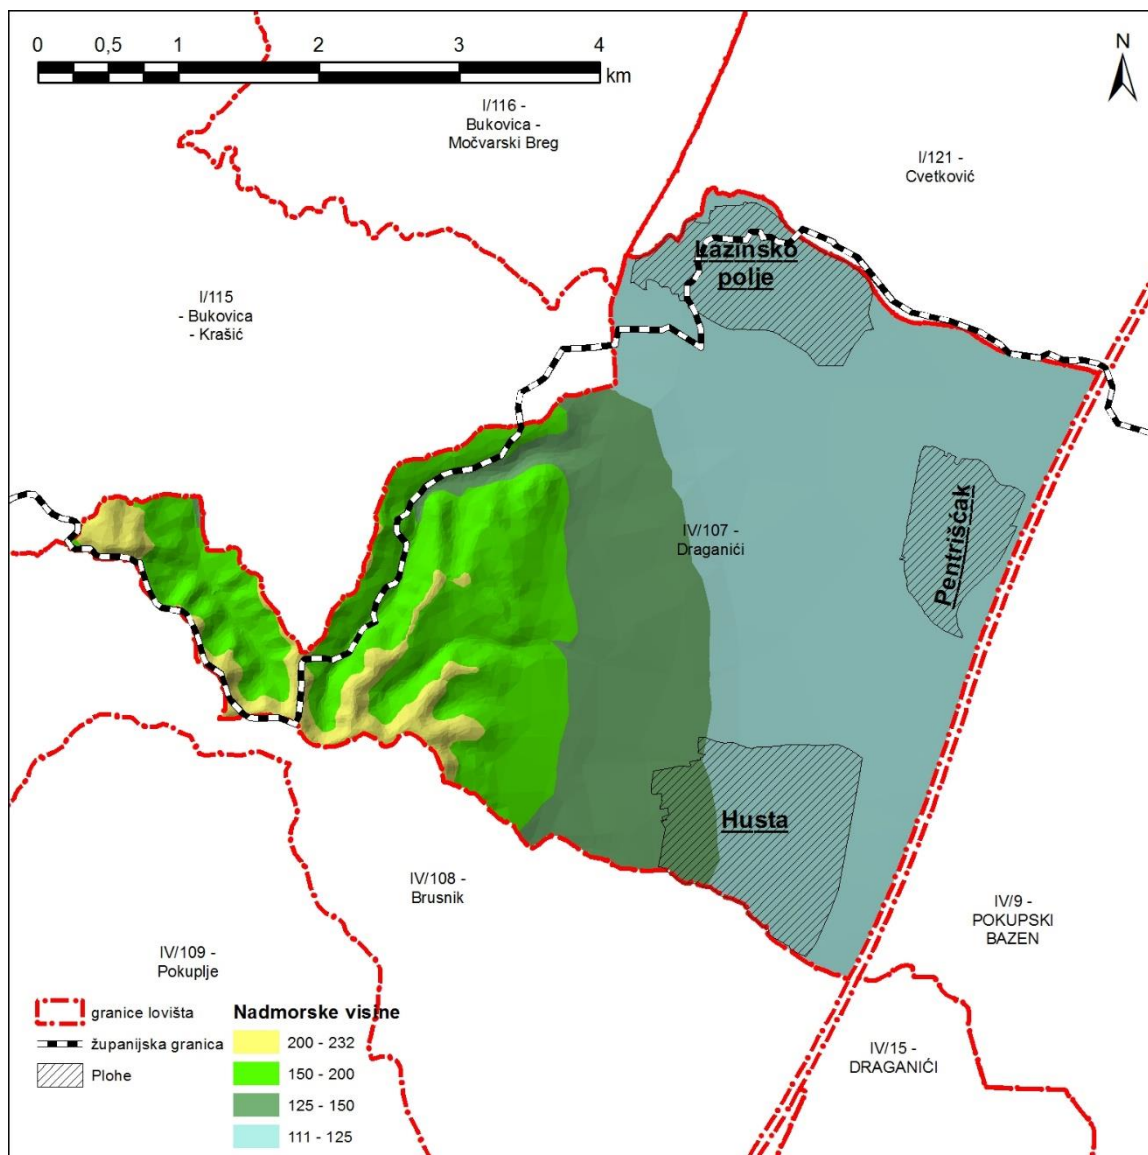 0 0,5 1 2 3 4
km
N
I/116 -
Bukovica -
Močvarski Breg
I/121 -
Cvetković
Lazinsko
polje
I/115
- Bukovica
- Krašić
IV/107 -
Draganići
Pentrišćak
Husta
IV/108 -
Brusnik
IV/9 -
POKUPSKI
BAZEN
IV/109 -
Pokuplje
IV/15 -
DRAGANIĆI
granice lovišta
županijska granica
Plohe
Nadmorske visine
200 - 232
150 - 200
125 - 150
111 - 125